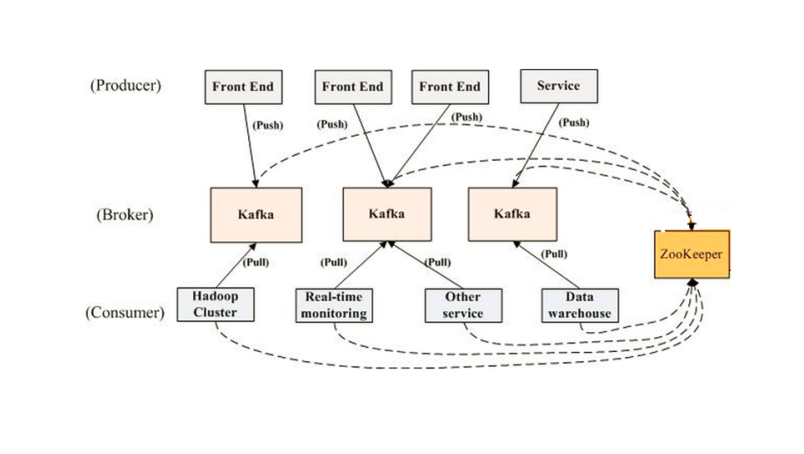 (Producer)
Front End
Front End
Front End
Service
(Push)
(Push)
(Push)
(Push)
(Broker)
Kafka
Kafka
Kafka
ZooKeeper
(Pull)
(Pull)
(Pull)
(Pull)
(Consumer)
Hadoop
Cluster
Real-time
monitoring
Other
service
Data
warehouse